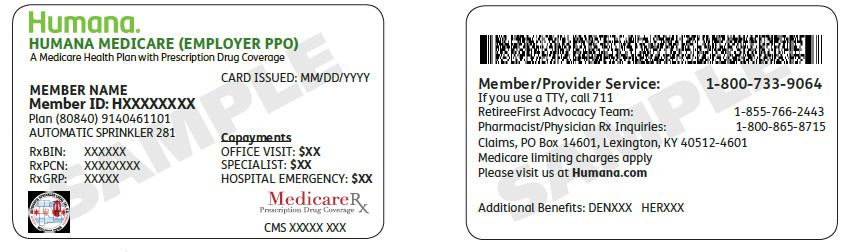 Humana.
HUMANA MEDICARE (EMPLOYER PPO)
A Medicare Health Plan with Prescription Drug Coverage
CARD ISSUED: MM/DD/YYYY
MEMBER NAME
Member ID: HXXXXXXXX
Plan (80840) 9140461101
AUTOMATIC SPRINKLER 281
RxBIN: XXXXXX
RxPCN: XXXXXXXX
RxGRP: XXXXX
Copayments
OFFICE VISIT: $XX
SPECIALIST: $XX
HOSPITAL EMERGENCY: $XX
MedicareRx
Prescription Drug Coverage
CMS XXXXX XXX
SAMPLE
Member/Provider Service: 1-800-733-9064
If you use a TTY, call 711
RetireeFirst Advocacy Team: 1-855-766-2443
Pharmacist/Physician Rx Inquiries: 1-800-865-8715
Claims, PO Box 14601, Lexington, KY 40512-4601
Medicare limiting charges apply
Please visit us at Humana.com
Additional Benefits: DENXXX HERXXX
SAMPLE